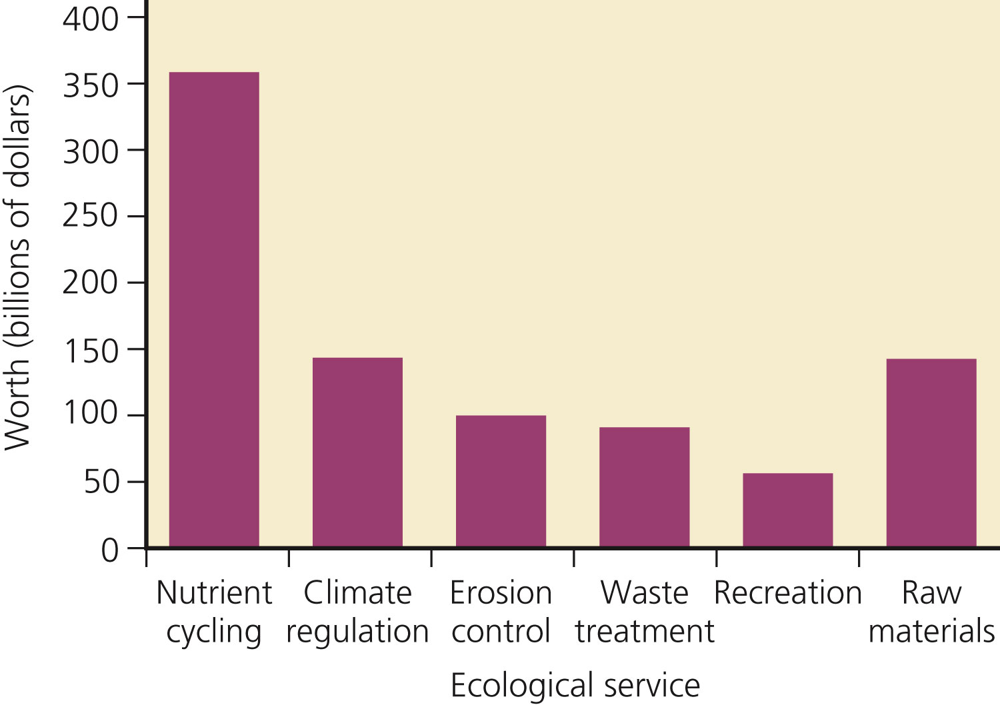 Worth (billions of dollars)
400
350
300
250
200
150
100
50
0
Nutrient
cycling
Climate
regulation
Erosion
control
Waste
treatment
Recreation
Raw
materials
Ecological service